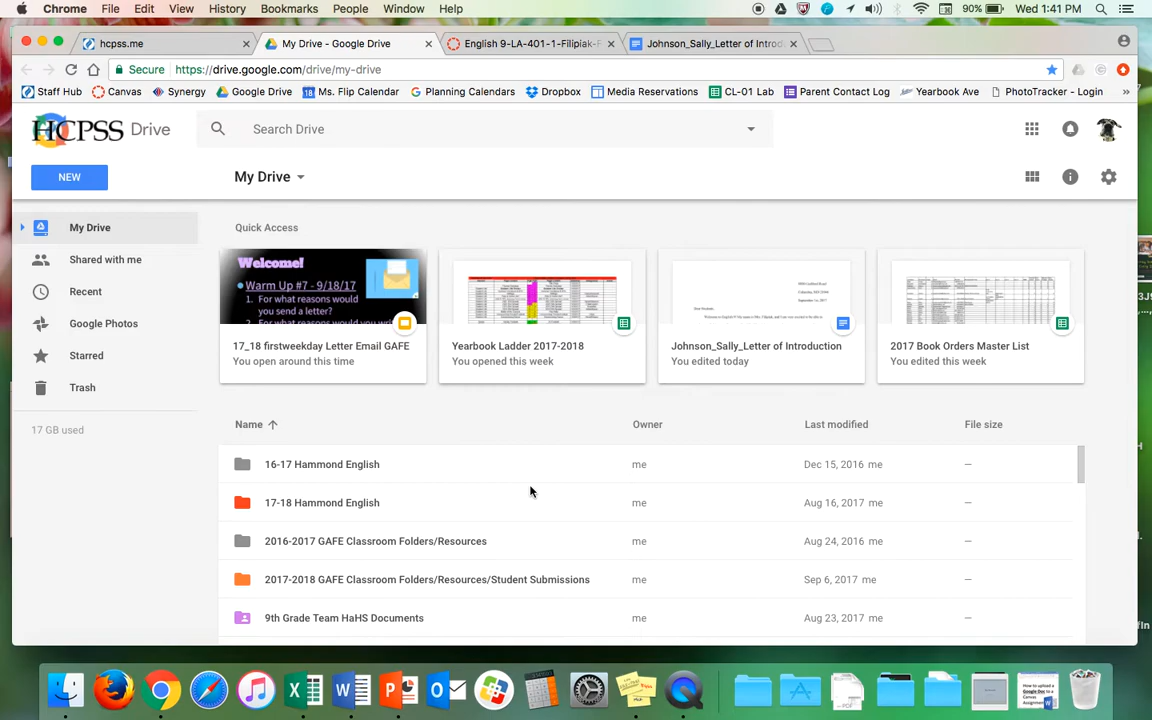 Chrome File Edit View History Bookmarks People Window Help 90% Wed 1:41 PM
hcpss.me My Drive - Google Drive English 9-LA-401-1-Filipiak-F Johnson_Sally_Letter of Introd
Secure https://drive.google.com/drive/my-drive
Staff Hub Canvas Synergy Google Drive 18 Ms. Flip Calendar Planning Calendars Dropbox Media Reservations CL-01 Lab Parent Contact Log Yearbook Ave PhotoTracker - Login »
HCPSS Drive Search Drive
NEW My Drive
My Drive
Shared with me
Recent
Google Photos
Starred
Trash
17 GB used
Quick Access
Welcome!
Warm Up #7 - 9/18/17
1. For what reasons would
you send a letter?
2. For what reasons would
17_18 firstweekday Letter Email GAFE
You open around this time
Yearbook Ladder 2017-2018
You opened this week
Johnson_Sally_Letter of Introduction
You edited today
2017 Book Orders Master List
You edited this week
Name Owner Last modified File size
16-17 Hammond English me Dec 15, 2016 me —
17-18 Hammond English me Aug 16, 2017 me —
2016-2017 GAFE Classroom Folders/Resources me Aug 24, 2016 me —
2017-2018 GAFE Classroom Folders/Resources/Student Submissions me Sep 6, 2017 me —
9th Grade Team HaHS Documents me Aug 23, 2017 me —